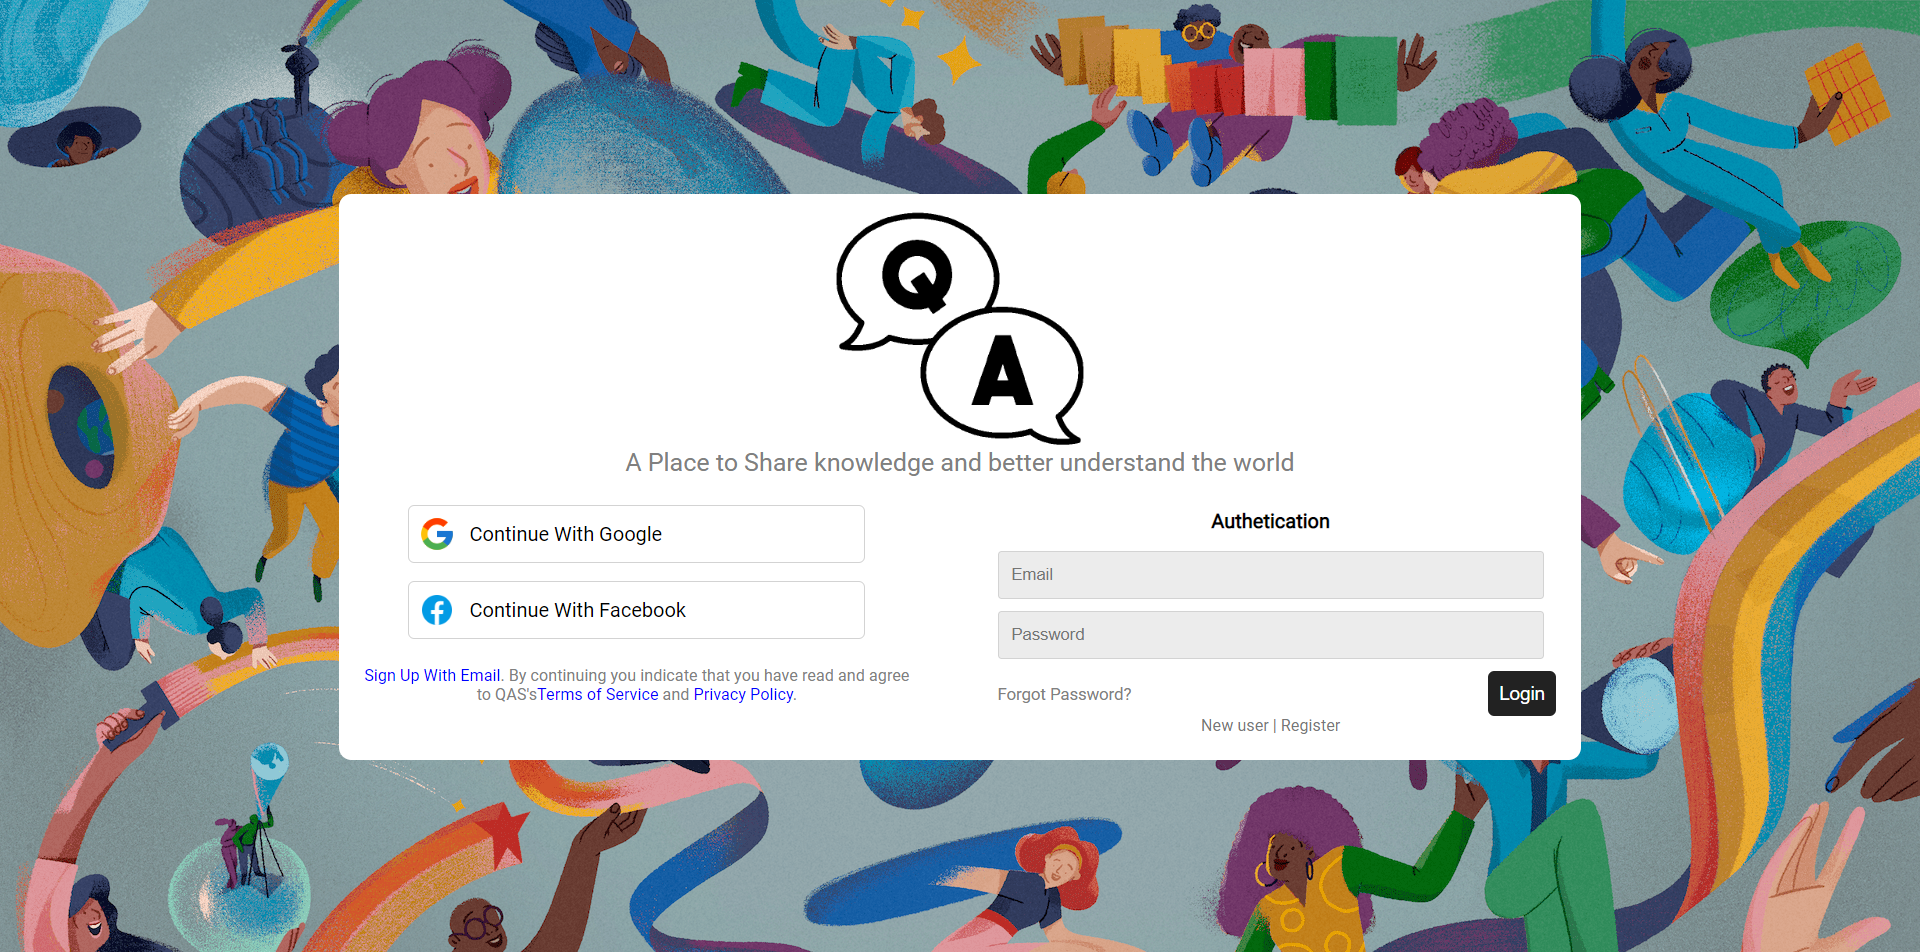 Q
A
A Place to Share knowledge and better understand the world
Continue With Google
Continue With Facebook
Sign Up With Email. By continuing you indicate that you have read and agree
to QAS'sTerms of Service and Privacy Policy.
Authetication
Email
Password
Forgot Password?
Login
New user | Register